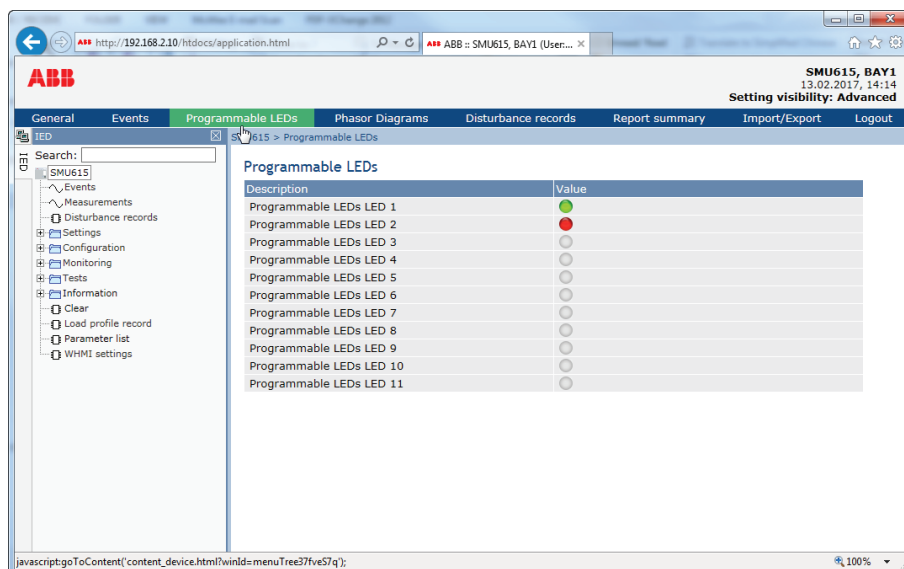 ABB http://192.168.2.10/htdocs/application.html
ABB ABB :: SMU615, BAY1 (User:...
ABB
SMU615, BAY1
13.02.2017, 14:14
Setting visibility: Advanced
General Events Programmable LEDs Phasor Diagrams Disturbance records Report summary Import/Export Logout
IED
615 > Programmable LEDs
IED
Search:
SMU615
Events
Measurements
Disturbance records
Settings
Configuration
Monitoring
Tests
Information
Clear
Load profile record
Parameter list
WHMI settings
Programmable LEDs
Description Value
Programmable LEDs LED 1
Programmable LEDs LED 2
Programmable LEDs LED 3
Programmable LEDs LED 4
Programmable LEDs LED 5
Programmable LEDs LED 6
Programmable LEDs LED 7
Programmable LEDs LED 8
Programmable LEDs LED 9
Programmable LEDs LED 10
Programmable LEDs LED 11
javascript:goToContent('content_device.html?winId=menuTree37fveS7q');
100%